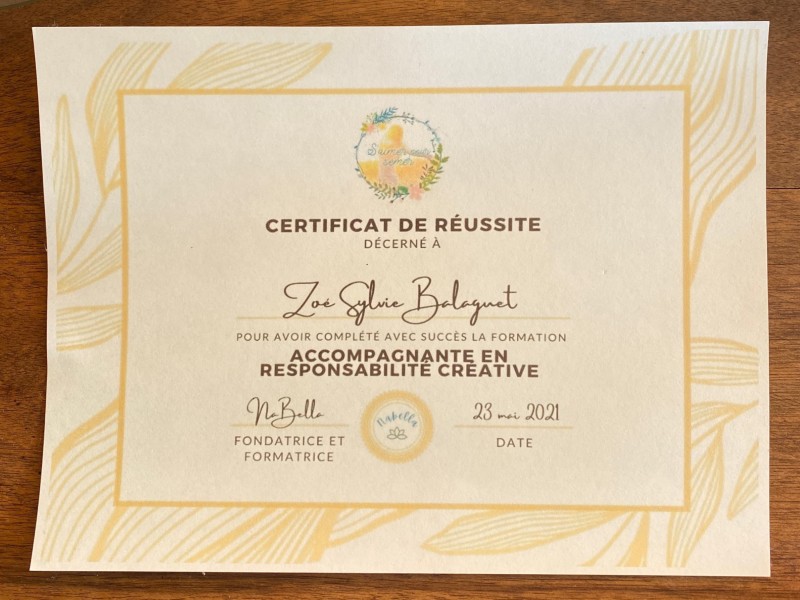 CERTIFICAT DE RÉUSSITE
DÉCERNÉ À
Zoé Sylvie Balaguet
POUR AVOIR COMPLÉTÉ AVEC SUCCÈS LA FORMATION
ACCOMPAGNANTE EN
RESPONSABILITÉ CRÉATIVE
NaBella
Nabella
23 mai 2021
FONDATRICE ET
FORMATRICE
DATE